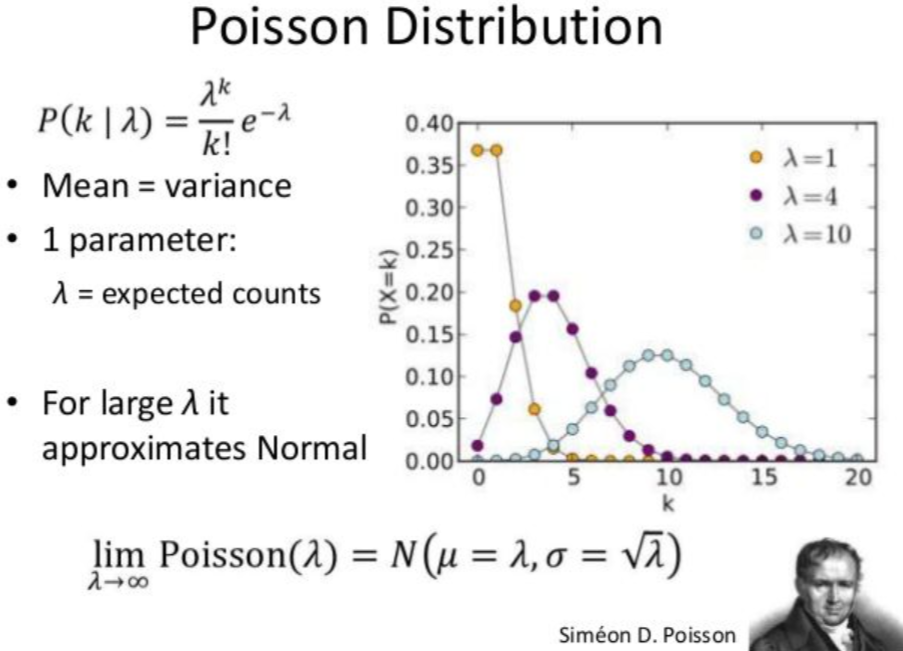 Poisson Distribution
P(k | λ) = λ^k / k! e^−λ
• Mean = variance
• 1 parameter:
λ = expected counts
• For large λ it
approximates Normal
0.40
0.35
0.30
0.25
0.20
0.15
0.10
0.05
0.00
P(X=k)
λ=1
λ=4
λ=10
0 5 10 15 20
k
lim λ→∞ Poisson(λ) = N(μ = λ, σ = √λ)
Siméon D. Poisson